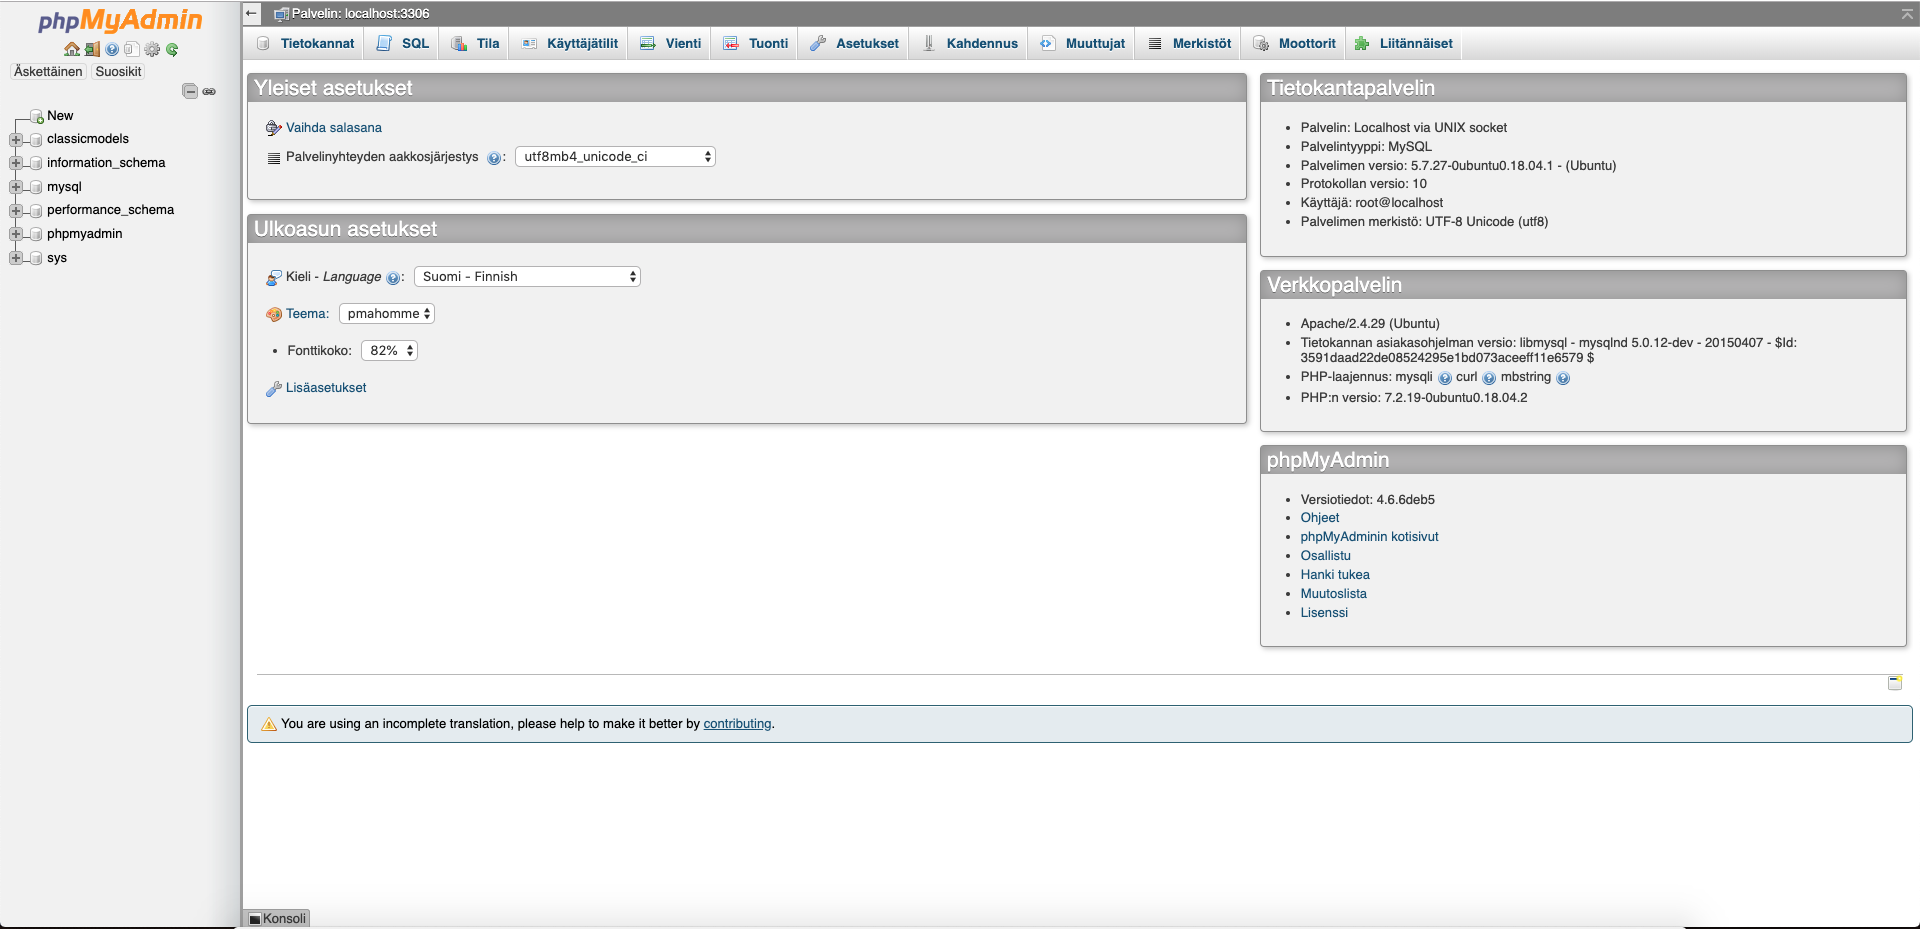 phpMyAdmin
Äskettäinen Suosikit
New
classicmodels
information_schema
mysql
performance_schema
phpmyadmin
sys
Palvelin: localhost:3306
Tietokannat SQL Tila Käyttäjätilit Vienti Tuonti Asetukset Kahdennus Muuttujat Merkistöt Moottorit Liitännäiset
Yleiset asetukset
Vaihda salasana
Palvelinyhteyden aakkosjärjestys : utf8mb4_unicode_ci
Ulkoasun asetukset
Kieli - Language : Suomi - Finnish
Teema: pmahomme
• Fonttikoko: 82%
Lisäasetukset
Tietokantapalvelin
• Palvelin: Localhost via UNIX socket
• Palvelintyyppi: MySQL
• Palvelimen versio: 5.7.27-0ubuntu0.18.04.1 - (Ubuntu)
• Protokollan versio: 10
• Käyttäjä: root@localhost
• Palvelimen merkistö: UTF-8 Unicode (utf8)
Verkkopalvelin
• Apache/2.4.29 (Ubuntu)
• Tietokannan asiakasohjelman versio: libmysql - mysqlnd 5.0.12-dev - 20150407 - $Id:
3591daad22de08524295e1bd073aceeff11e6579 $
• PHP-laajennus: mysqli curl mbstring
• PHP:n versio: 7.2.19-0ubuntu0.18.04.2
phpMyAdmin
• Versiotiedot: 4.6.6deb5
• Ohjeet
• phpMyAdminin kotisivut
• Osallistu
• Hanki tukea
• Muutoslista
• Lisenssi
You are using an incomplete translation, please help to make it better by contributing.
Konsoli